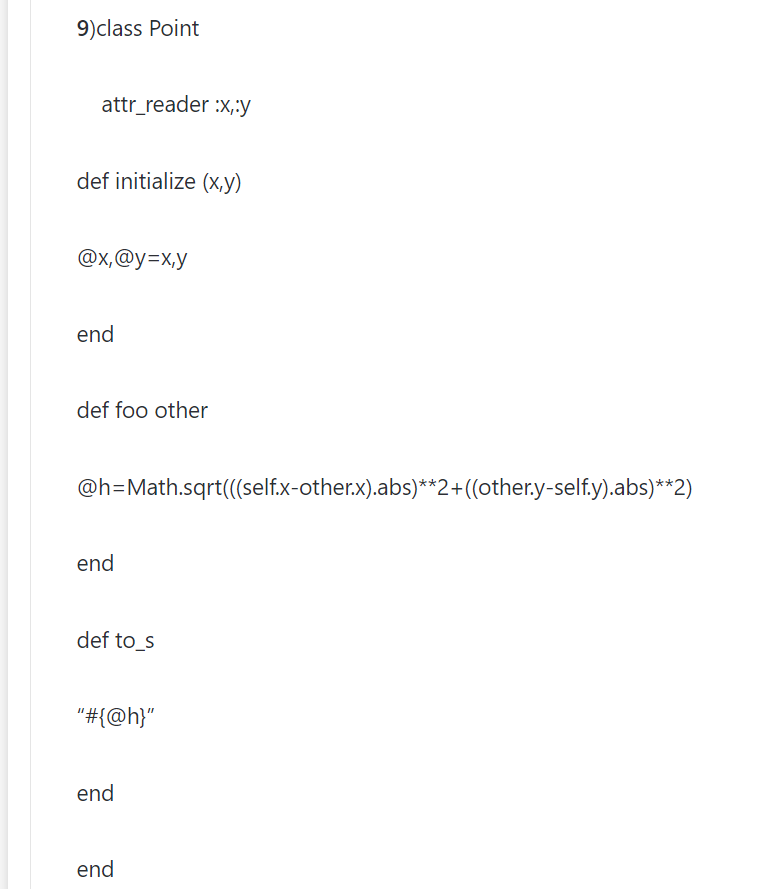 9)class Point
attr_reader :x,:y
def initialize (x,y)
@x,@y=x,y
end
def foo other
@h=Math.sqrt(((self.x-other.x).abs)**2+((other.y-self.y).abs)**2)
end
def to_s
“#{@h}”
end
end